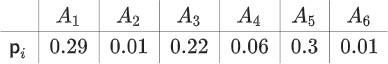 A₁ A₂ A₃ A₄ A₅ A₆
pᵢ 0.29 0.01 0.22 0.06 0.3 0.01